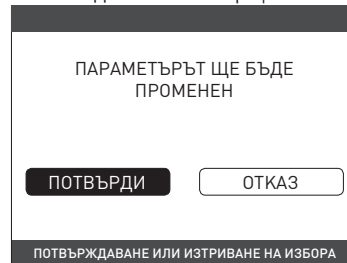 ПАРАМЕТЪРЪТ ЩЕ БЪДЕ
ПРОМЕНЕН
ПОТВЪРДИ ОТКАЗ
ПОТВЪРЖДАВАНЕ ИЛИ ИЗТРИВАНЕ НА ИЗБОРА